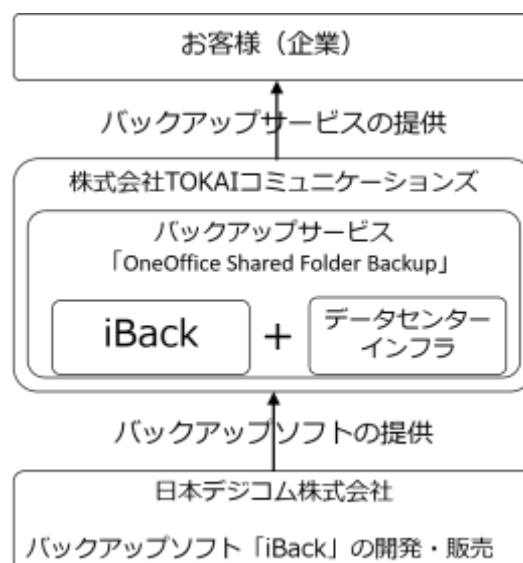 お客様（企業）
バックアップサービスの提供
株式会社TOKAIコミュニケーションズ
バックアップサービス
「OneOffice Shared Folder Backup」
iBack
+
データセンター
インフラ
バックアップソフトの提供
日本デジコム株式会社
バックアップソフト「iBack」の開発・販売